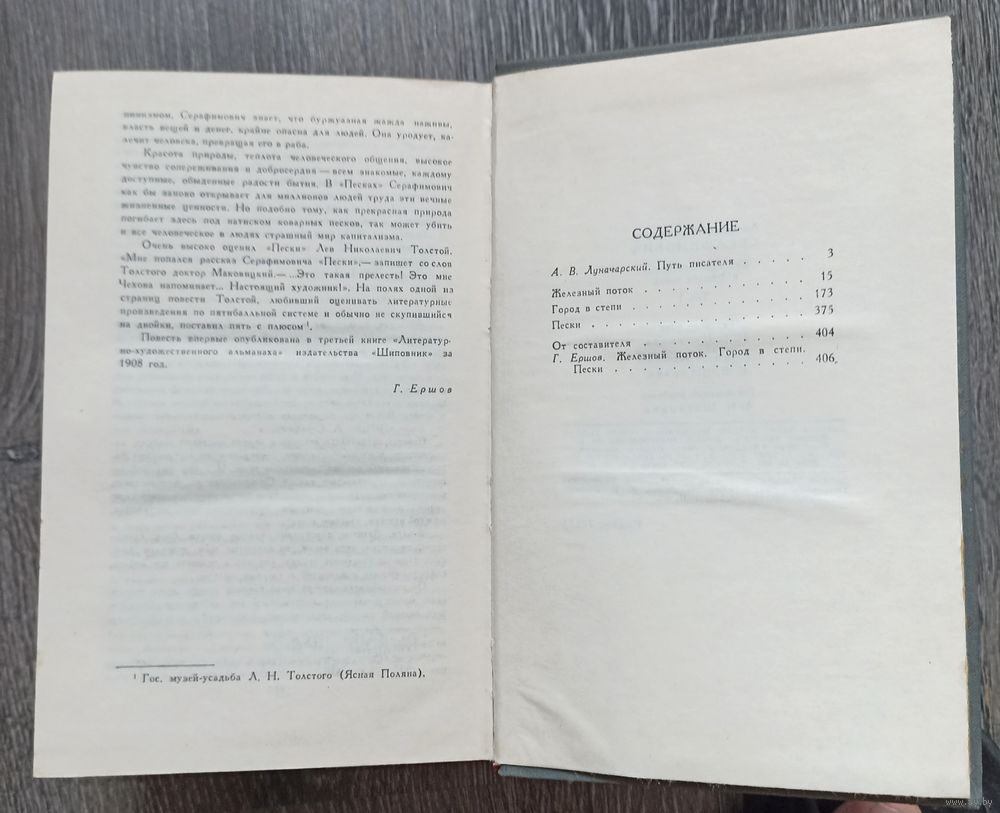 нинизмом. Серафимович знает, что буржуазная жажда наживы,
власть вещей и денег, крайне опасна для людей. Она уродует, ка-
лечит человека, превращая его в раба.
Красота природы, теплота человеческого общения, высокое
чувство сопереживания и добросердия — всем знакомые, каждому
доступные, обыденные радости бытия. В «Песках» Серафимович
как бы заново открывает для миллионов людей труда эти вечные
жизненные ценности. Но подобно тому, как прекрасная природа
погибает здесь под натиском коварных песков, так может убить
и все человеческое в людях страшный мир капитализма.
Очень высоко оценил «Пески» Лев Николаевич Толстой.
«Мне попался рассказ Серафимовича «Пески»,— запишет со слов
Толстого доктор Маковицкий.— ..Это такая прелесть! Это мне
Чехова напоминает... Настоящий художник!». На полях одной из
страниц повести Толстой, любивший оценивать литературные
произведения по пятибалльной системе и обычно не скупившийся
на двойки, поставил пять с плюсом¹.
Повесть впервые опубликована в третьей книге «Литератур-
но-художественного альманаха» издательства «Шиповник» за
1908 год.
Г. Ершов
¹ Гос. музей-усадьба Л. Н. Толстого (Ясная Поляна).
СОДЕРЖАНИЕ
А. В. Луначарский. Путь писателя . . . . . 3
Железный поток . . . . . . . . . . . 15
Город в степи . . . . . . . . . . . 173
Пески . . . . . . . . . . . . . . 375
От составителя . . . . . . . . . . . 404
Г. Ершов. Железный поток. Город в степи.
Пески . . . . . . . . . . . . . 406
www.ay.by